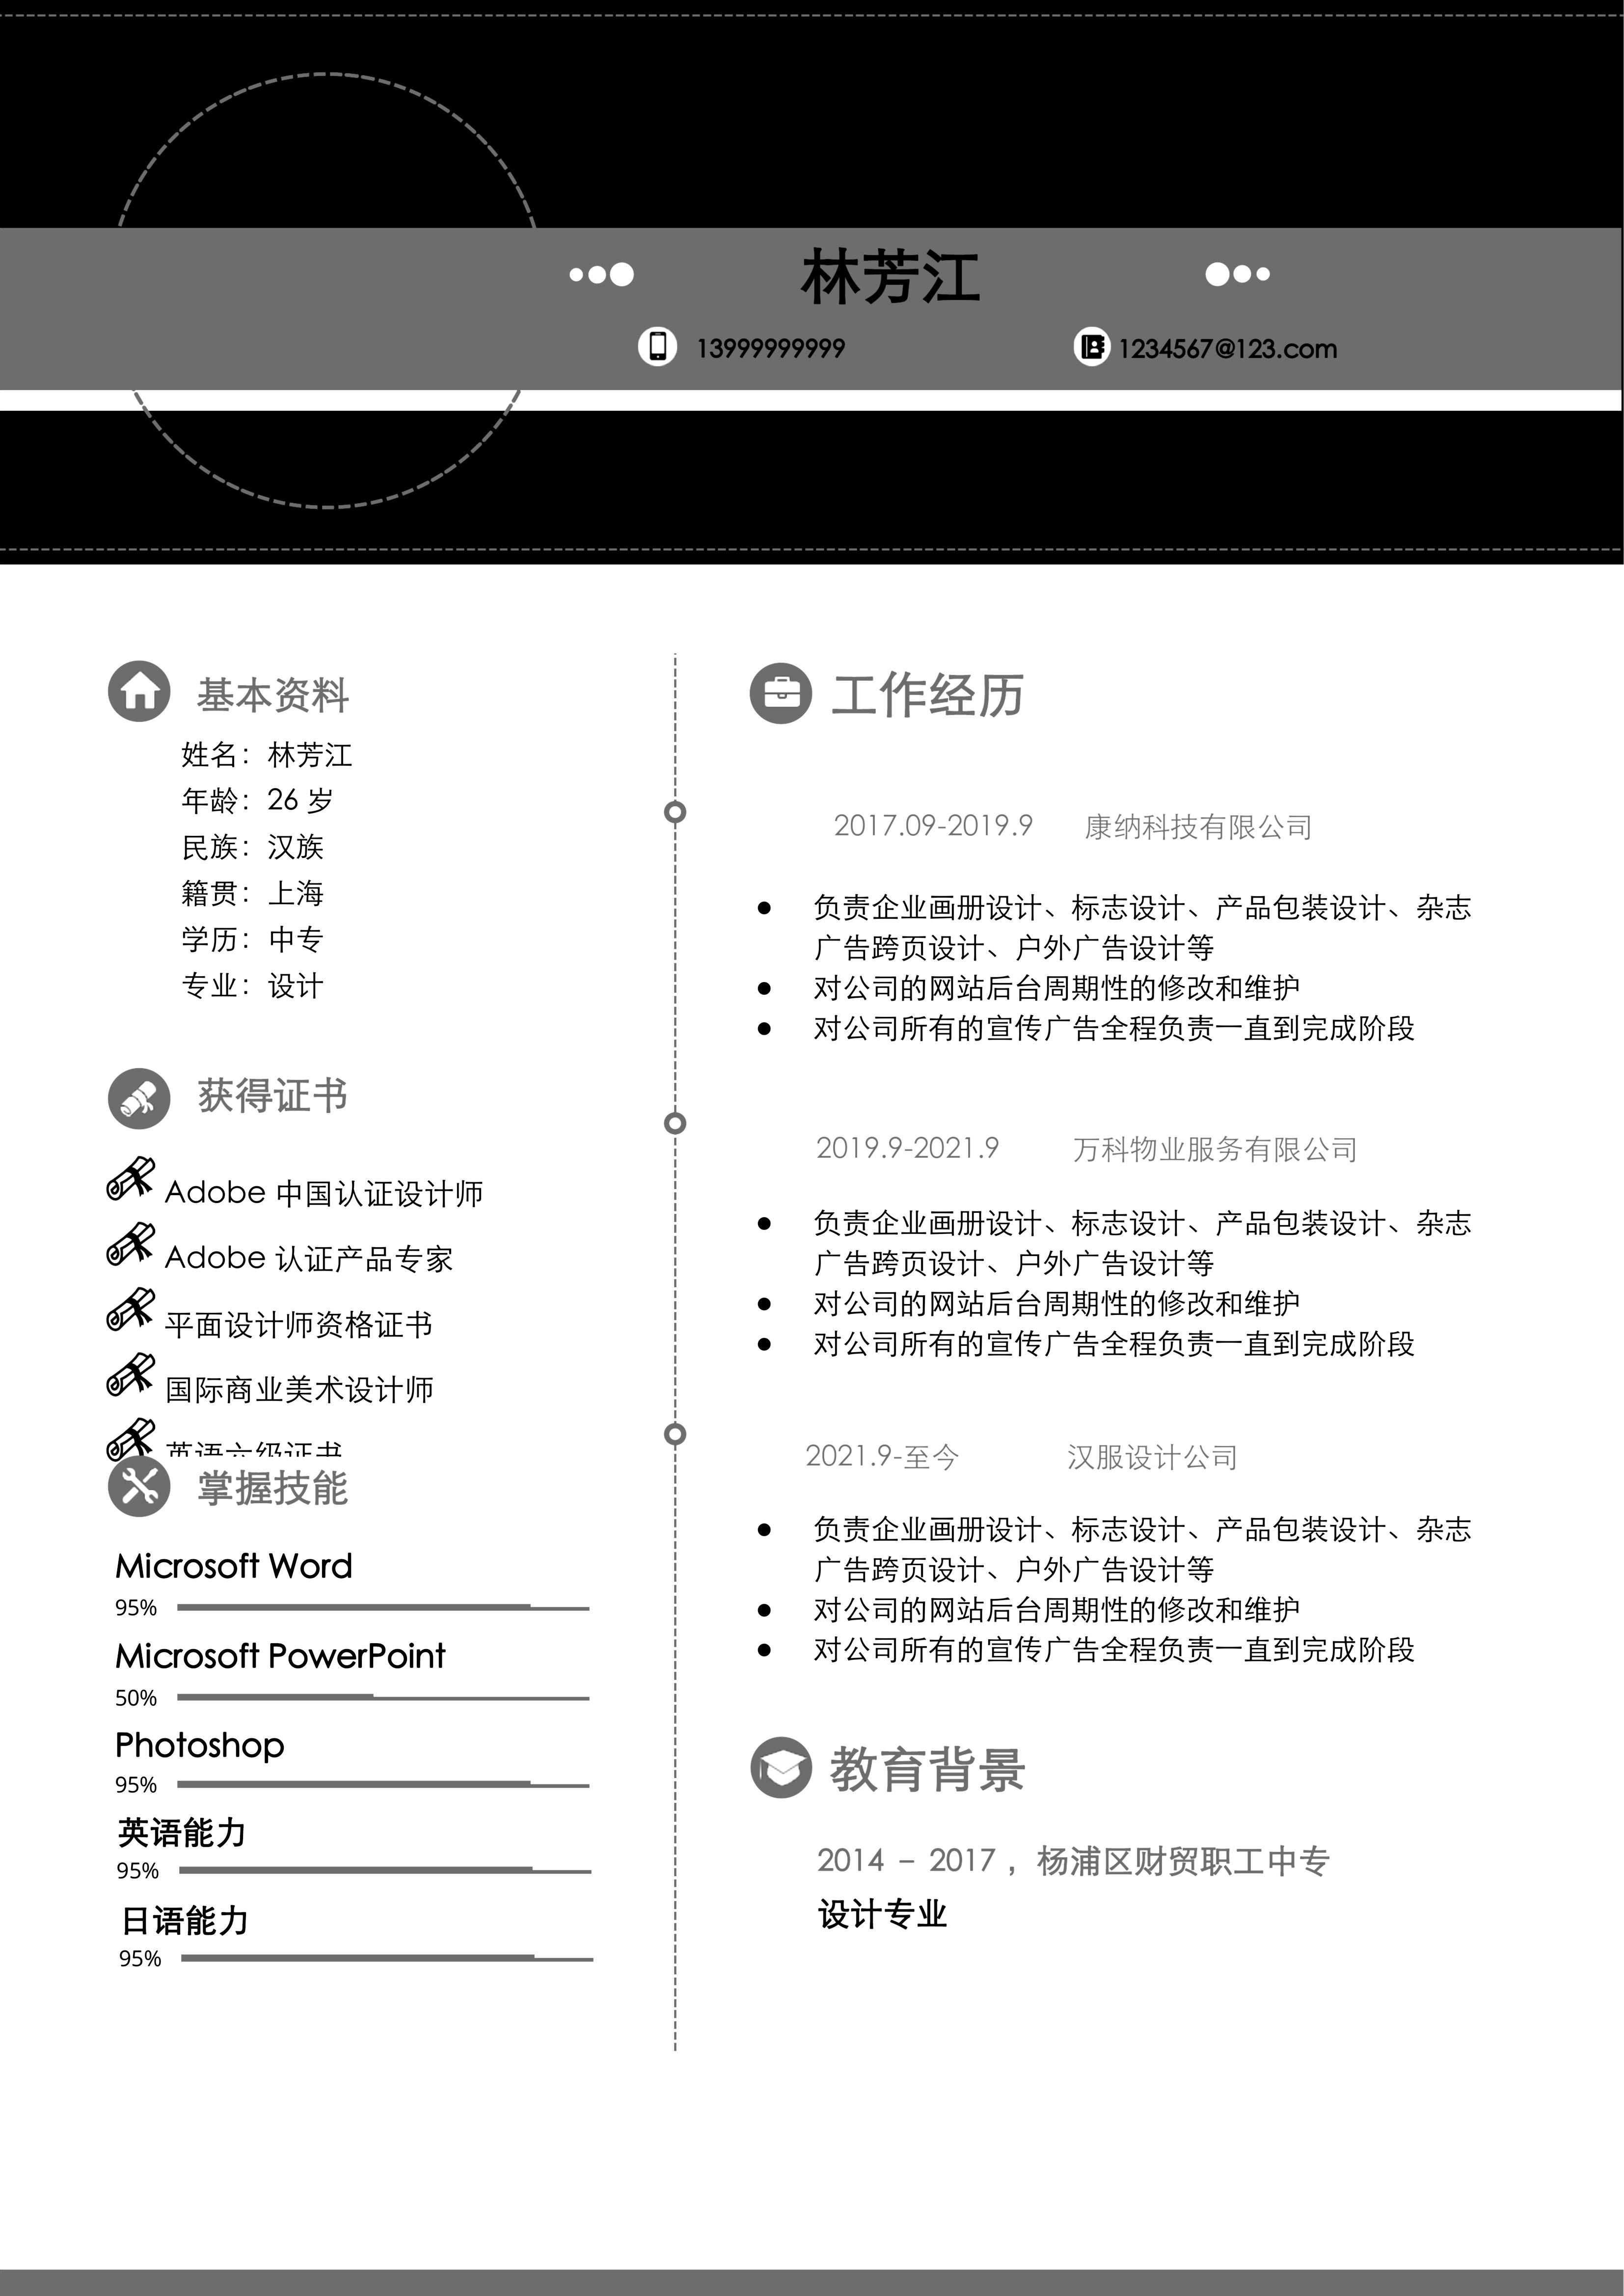 林芳江
13999999999
1234567@123.com
基本资料
姓名：林芳江
年龄：26 岁
民族：汉族
籍贯：上海
学历：中专
专业：设计
获得证书
Adobe 中国认证设计师
Adobe 认证产品专家
平面设计师资格证书
国际商业美术设计师
英语六级证书
掌握技能
Microsoft Word
95%
Microsoft PowerPoint
50%
Photoshop
95%
英语能力
95%
日语能力
95%
工作经历
2017.09-2019.9 康纳科技有限公司
● 负责企业画册设计、标志设计、产品包装设计、杂志
广告跨页设计、户外广告设计等
● 对公司的网站后台周期性的修改和维护
● 对公司所有的宣传广告全程负责一直到完成阶段
2019.9-2021.9 万科物业服务有限公司
● 负责企业画册设计、标志设计、产品包装设计、杂志
广告跨页设计、户外广告设计等
● 对公司的网站后台周期性的修改和维护
● 对公司所有的宣传广告全程负责一直到完成阶段
2021.9-至今 汉服设计公司
● 负责企业画册设计、标志设计、产品包装设计、杂志
广告跨页设计、户外广告设计等
● 对公司的网站后台周期性的修改和维护
● 对公司所有的宣传广告全程负责一直到完成阶段
教育背景
2014 – 2017 ，杨浦区财贸职工中专
设计专业